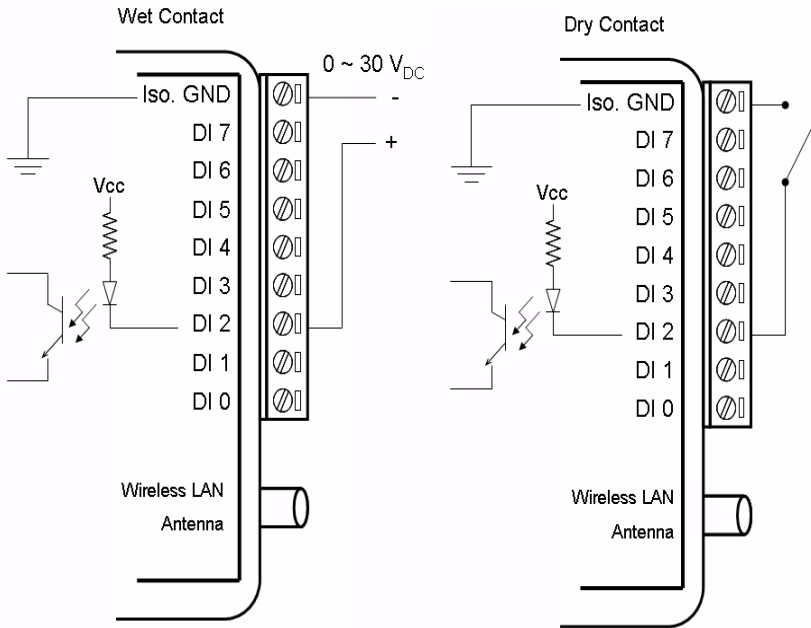 Wet Contact
0 ~ 30 VDC
Iso. GND
-
DI 7
+
DI 6
Vcc
DI 5
DI 4
DI 3
DI 2
DI 1
DI 0
Wireless LAN
Antenna
Dry Contact
Iso. GND
DI 7
DI 6
Vcc
DI 5
DI 4
DI 3
DI 2
DI 1
DI 0
Wireless LAN
Antenna